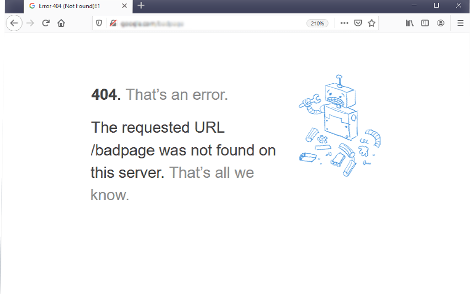 Error 404 (Not Found)!!1
210%
404. That's an error.
The requested URL
/badpage was not found on
this server. That's all we
know.